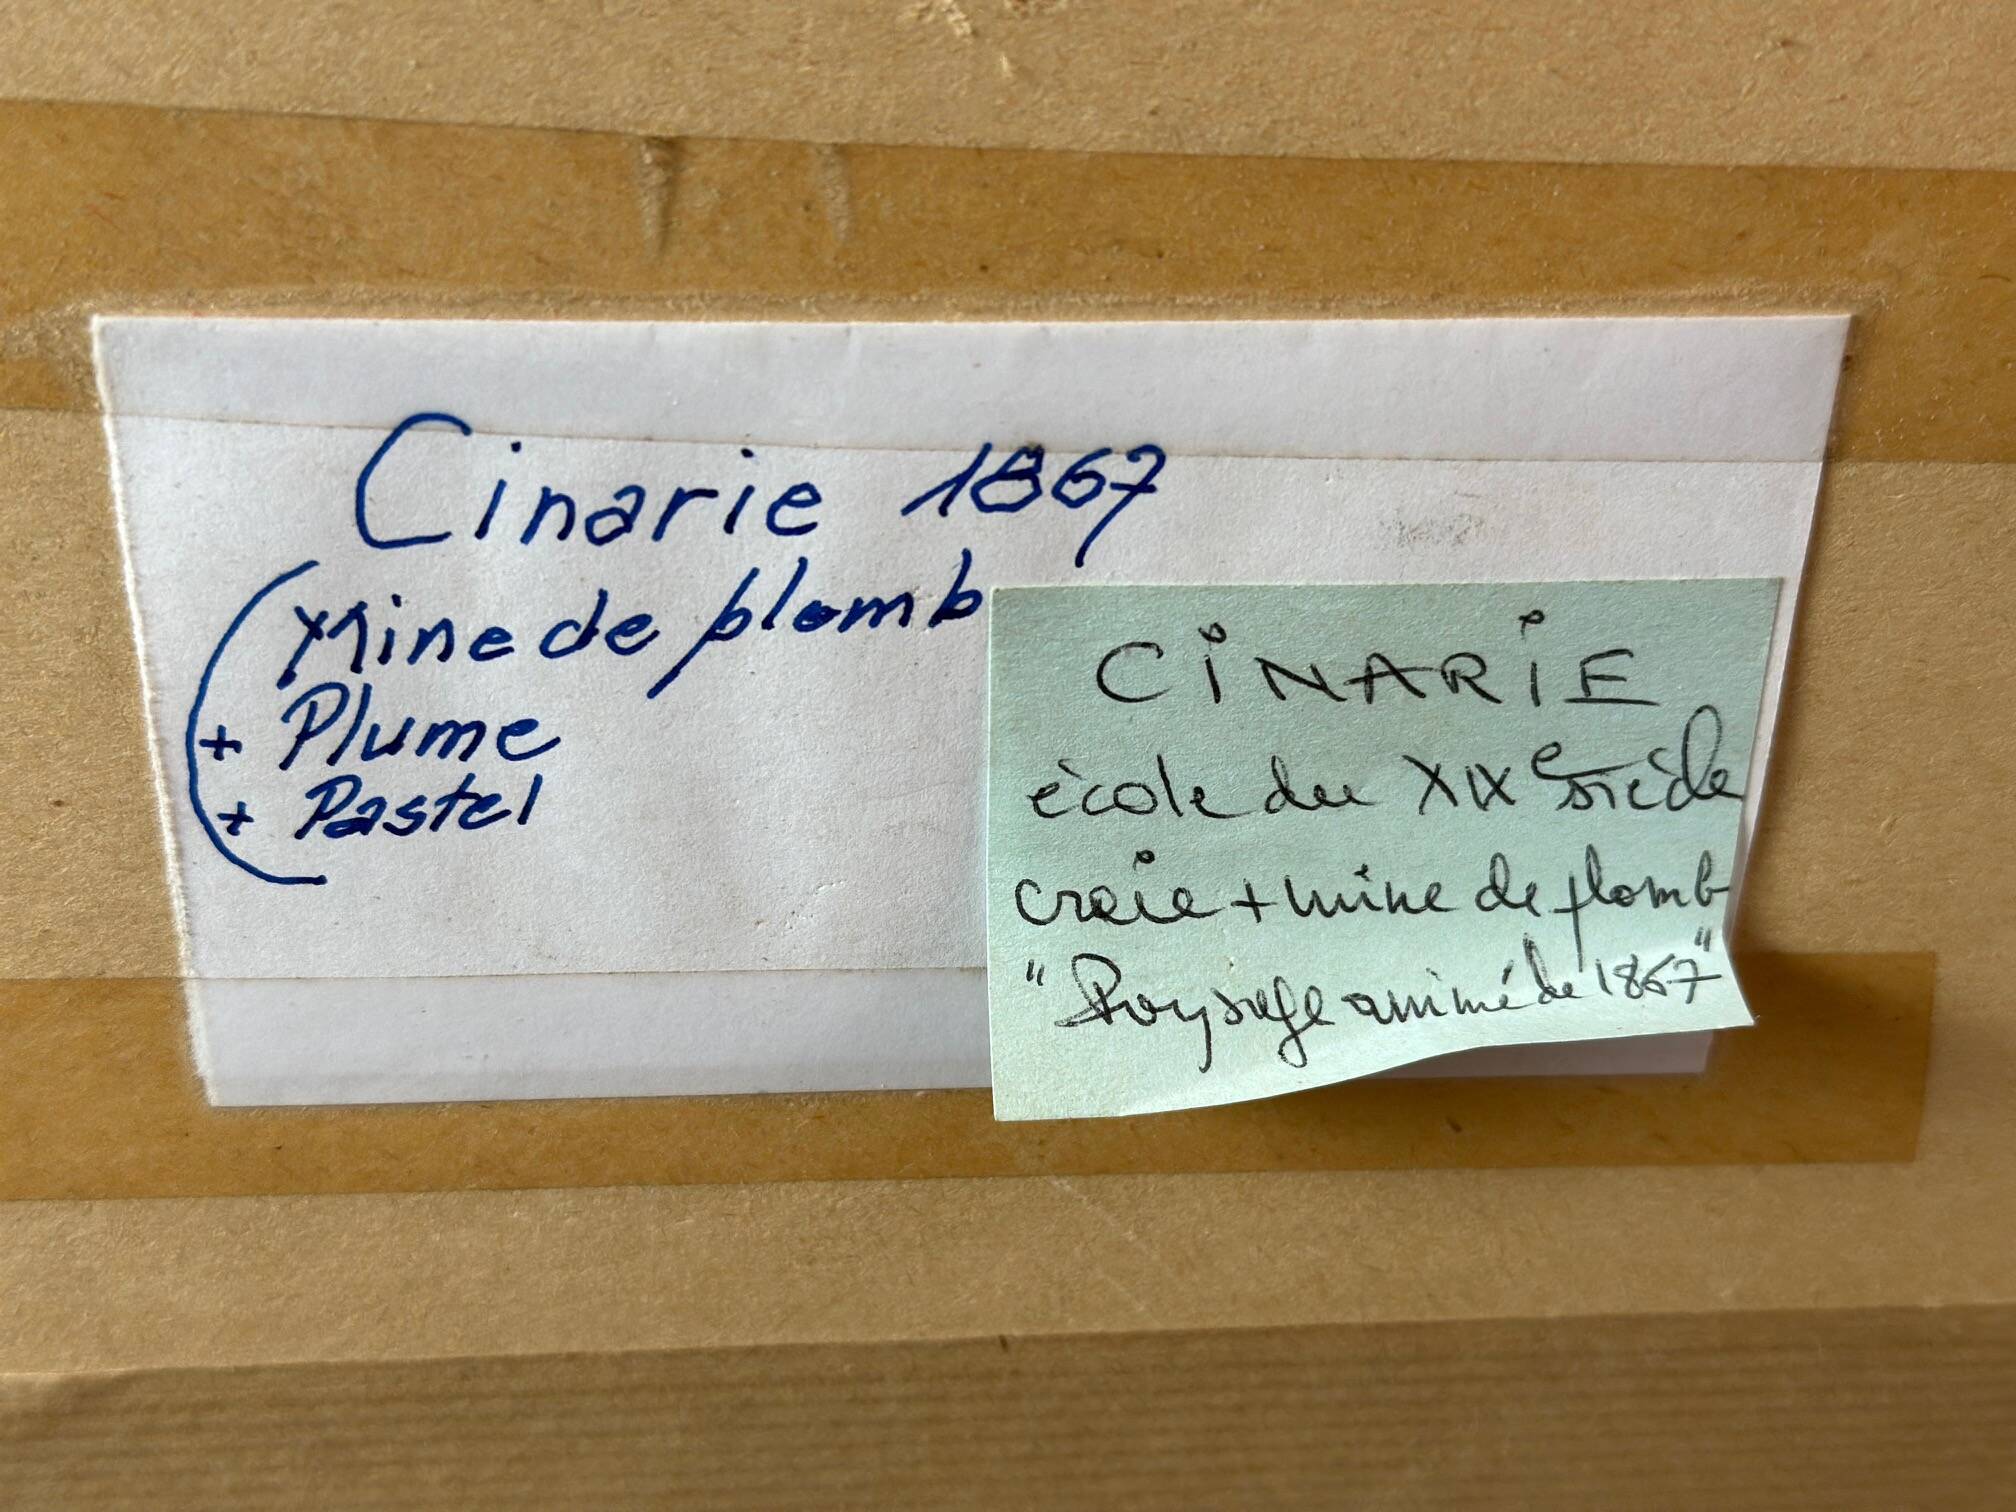 Cinarie 1867
(Mine de plomb
+ Plume
+ Pastel
CINARIE
école du XIXe siècle
craie + mine de plomb
"Paysage animé de 1867"